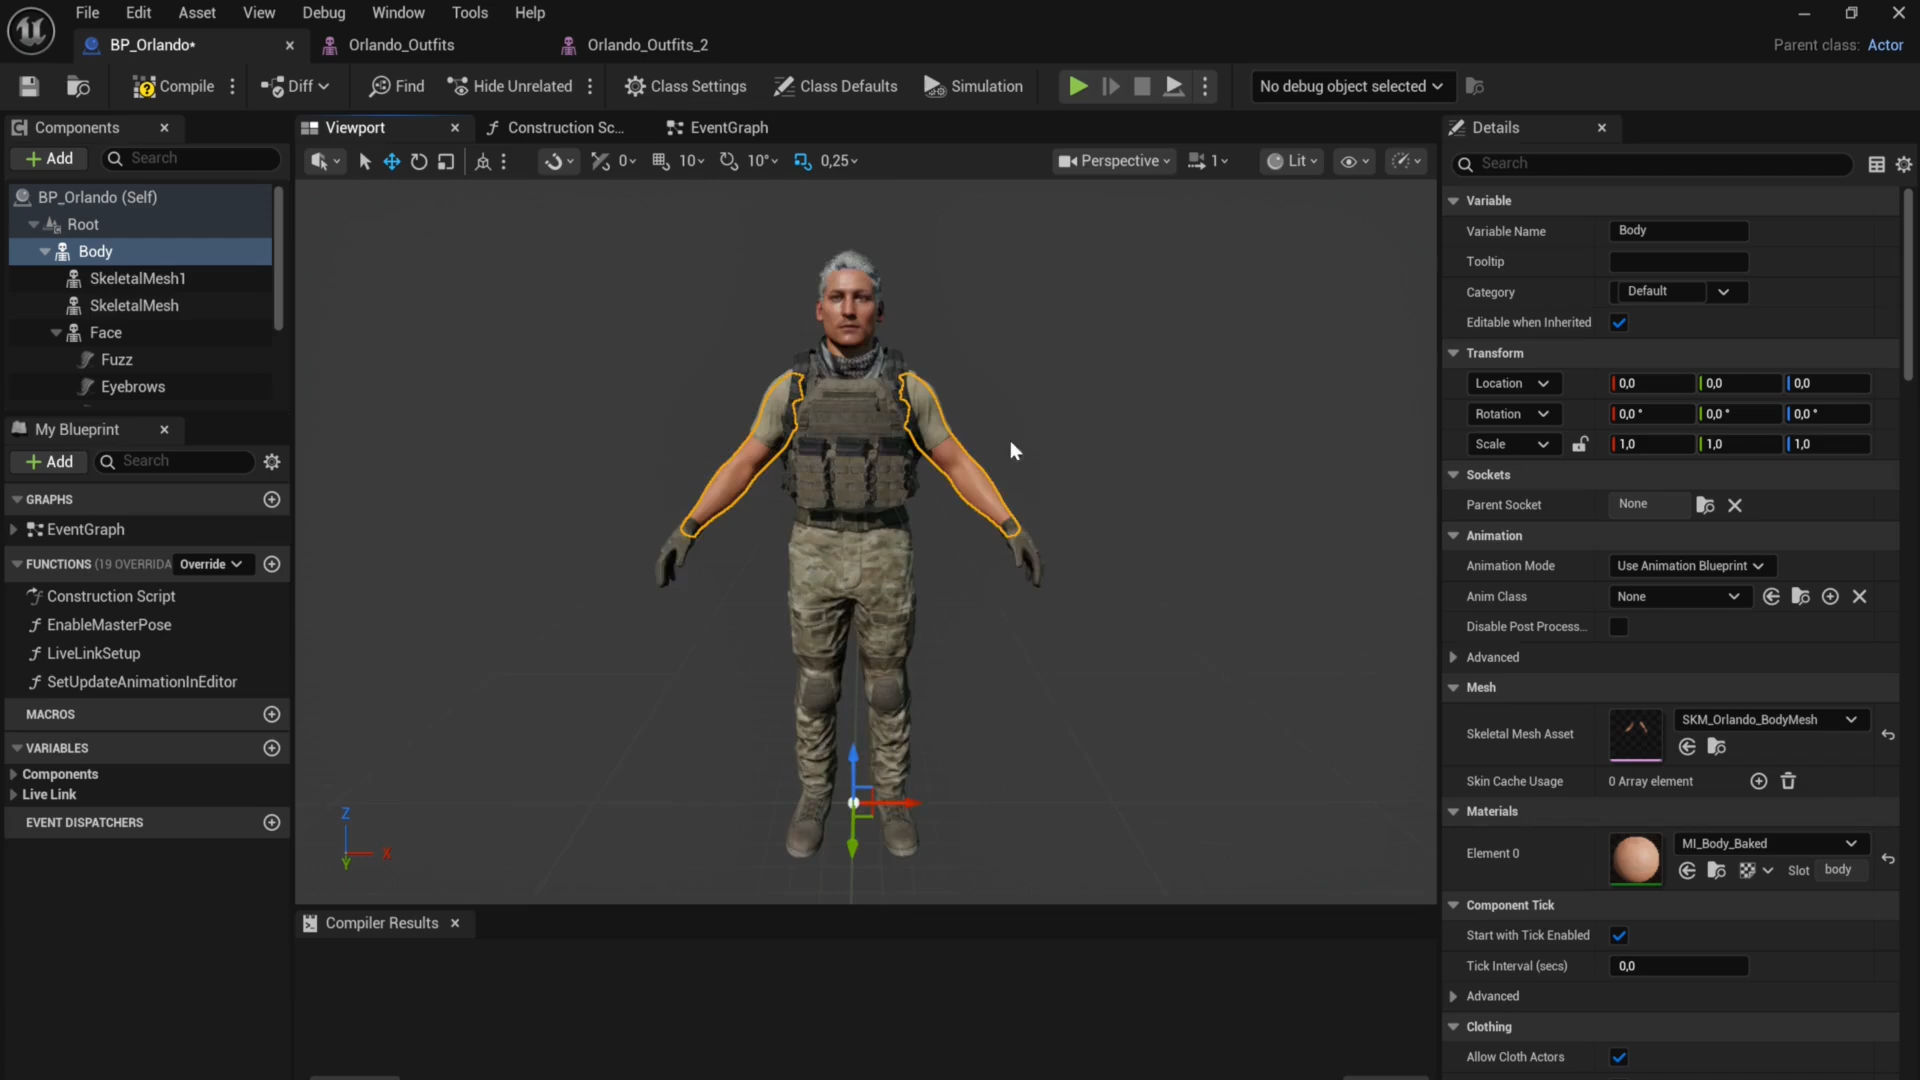 File Edit Asset View Debug Window Tools Help
BP_Orlando* Orlando_Outfits Orlando_Outfits_2 Parent class: Actor
Compile Diff Find Hide Unrelated Class Settings Class Defaults Simulation No debug object selected
Components
Add Search
BP_Orlando (Self)
Root
Body
SkeletalMesh1
SkeletalMesh
Face
Fuzz
Eyebrows
My Blueprint
Add Search
GRAPHS
EventGraph
FUNCTIONS (19 OVERRIDA Override
Construction Script
EnableMasterPose
LiveLinkSetup
SetUpdateAnimationInEditor
MACROS
VARIABLES
Components
Live Link
EVENT DISPATCHERS
Viewport Construction Sc... EventGraph
0 10 10° 0,25 Perspective 1 Lit
Z
X
Y
Compiler Results
Details
Search
Variable
Variable Name Body
Tooltip
Category Default
Editable when Inherited
Transform
Location 0,0 0,0 0,0
Rotation 0,0 ° 0,0 ° 0,0 °
Scale 1,0 1,0 1,0
Sockets
Parent Socket None
Animation
Animation Mode Use Animation Blueprint
Anim Class None
Disable Post Process...
Advanced
Mesh
Skeletal Mesh Asset SKM_Orlando_BodyMesh
Skin Cache Usage 0 Array element
Materials
Element 0 MI_Body_Baked
Slot body
Component Tick
Start with Tick Enabled
Tick Interval (secs) 0,0
Advanced
Clothing
Allow Cloth Actors